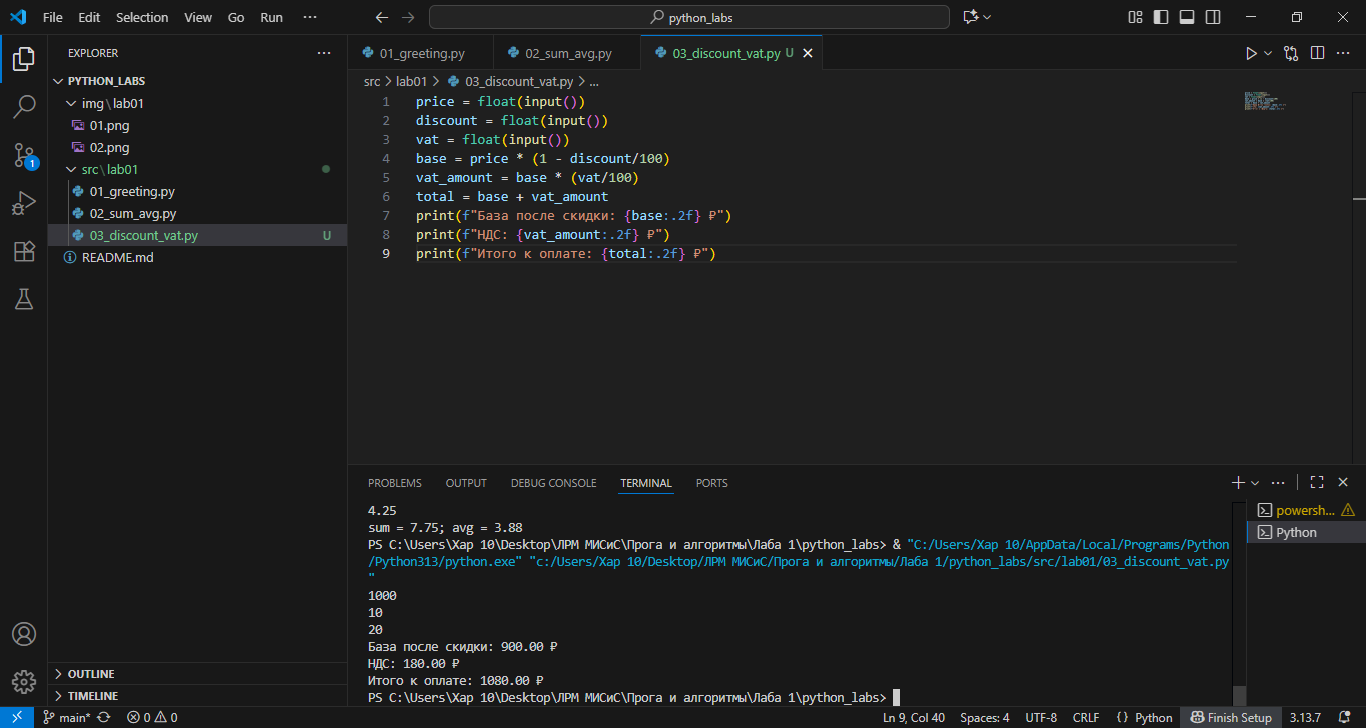 File Edit Selection View Go Run ··· python_labs
EXPLORER ···
PYTHON_LABS
img\lab01
01.png
02.png
src\lab01
01_greeting.py
02_sum_avg.py
03_discount_vat.py U
README.md
OUTLINE
TIMELINE
01_greeting.py 02_sum_avg.py 03_discount_vat.py U
src > lab01 > 03_discount_vat.py > ...
1 price = float(input())
2 discount = float(input())
3 vat = float(input())
4 base = price * (1 - discount/100)
5 vat_amount = base * (vat/100)
6 total = base + vat_amount
7 print(f"База после скидки: {base:.2f} ₽")
8 print(f"НДС: {vat_amount:.2f} ₽")
9 print(f"Итого к оплате: {total:.2f} ₽")
PROBLEMS OUTPUT DEBUG CONSOLE TERMINAL PORTS
4.25
sum = 7.75; avg = 3.88
PS C:\Users\Хар 10\Desktop\ЛРМ МИСиС\Прога и алгоритмы\Лаба 1\python_labs> & "C:/Users/Хар 10/AppData/Local/Programs/Python
/Python313/python.exe" "c:/Users/Хар 10/Desktop/ЛРМ МИСиС/Прога и алгоритмы/Лаба 1/python_labs/src/lab01/03_discount_vat.py
"
1000
10
20
База после скидки: 900.00 ₽
НДС: 180.00 ₽
Итого к оплате: 1080.00 ₽
PS C:\Users\Хар 10\Desktop\ЛРМ МИСиС\Прога и алгоритмы\Лаба 1\python_labs>
powersh...
Python
1
main* 0 0 Ln 9, Col 40 Spaces: 4 UTF-8 CRLF {} Python Finish Setup 3.13.7